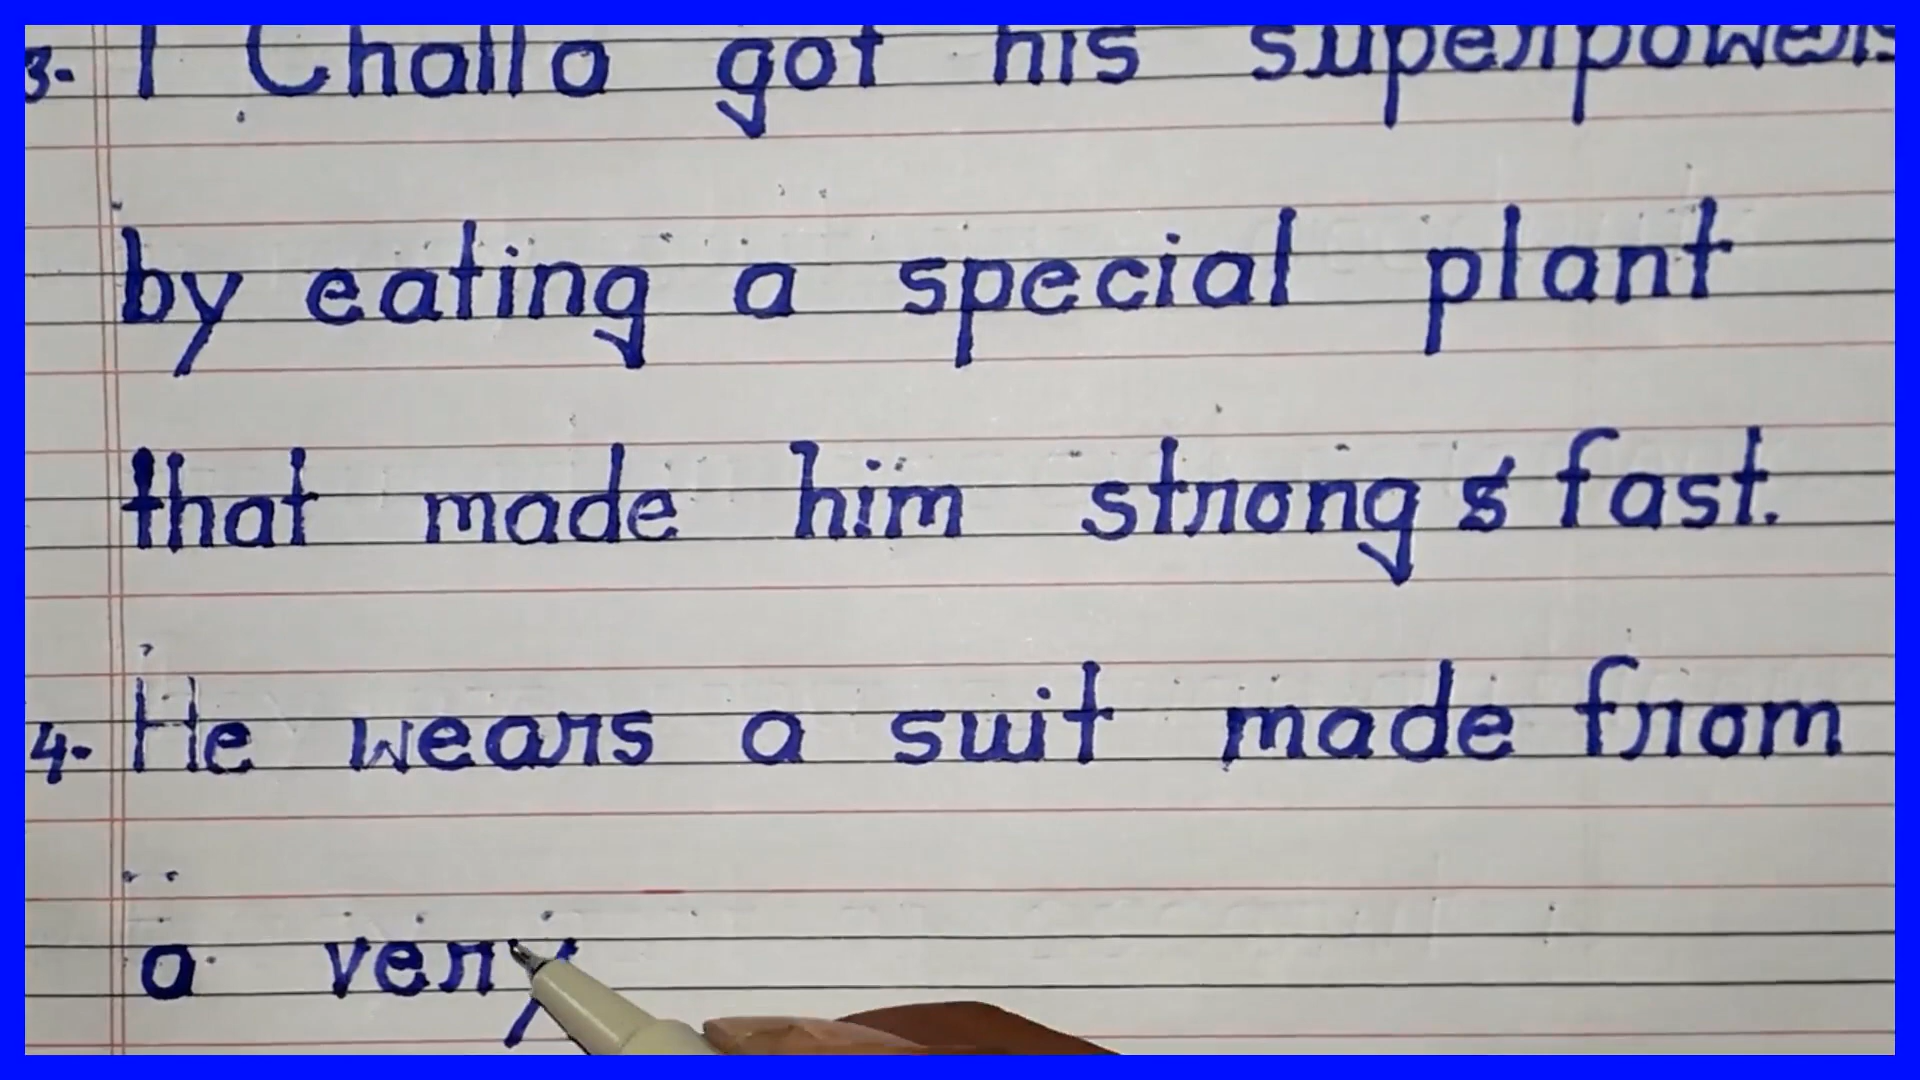 3- T Challa got his superpowers
by eating a special plant
that made him strong & fast.
4- He wears a suit made from
a very